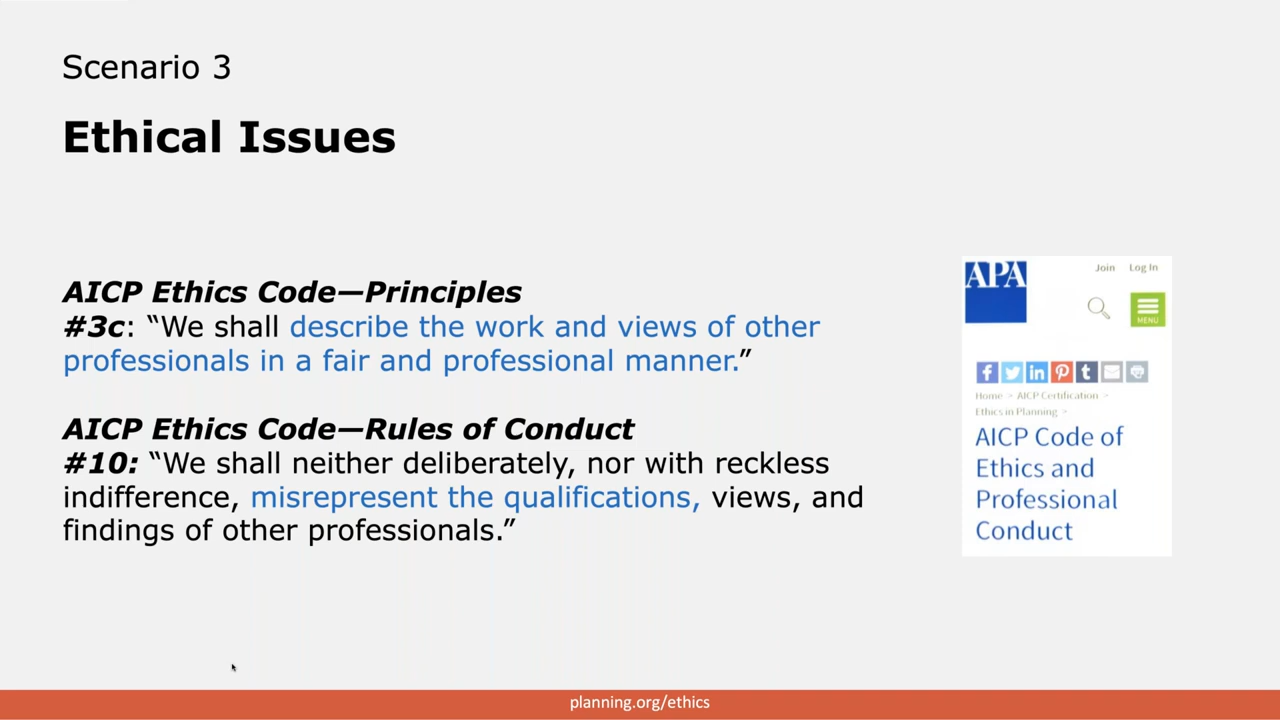 Scenario 3
Ethical Issues
AICP Ethics Code—Principles
#3c: “We shall describe the work and views of other
professionals in a fair and professional manner.”
AICP Ethics Code—Rules of Conduct
#10: “We shall neither deliberately, nor with reckless
indifference, misrepresent the qualifications, views, and
findings of other professionals.”
APA
Join Log In
MENU
Home > AICP Certification >
Ethics in Planning >
AICP Code of
Ethics and
Professional
Conduct
planning.org/ethics